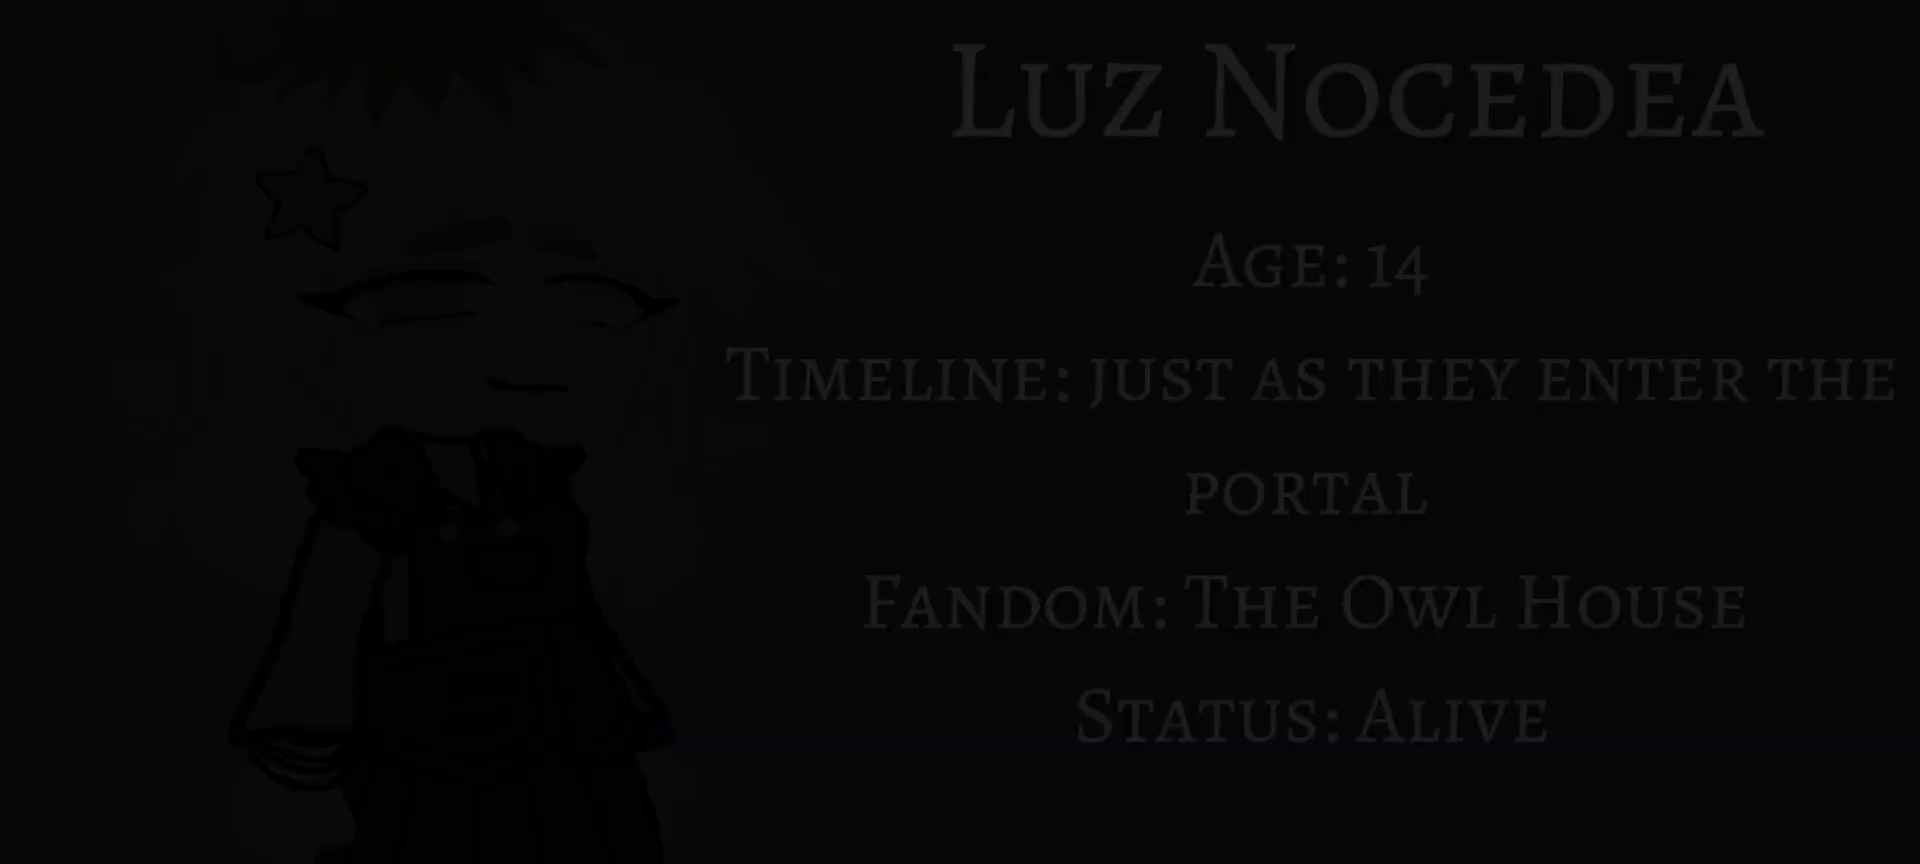 Luz Nocedea
Age: 14
Timeline: just as they enter the
portal
Fandom: The Owl House
Status: Alive